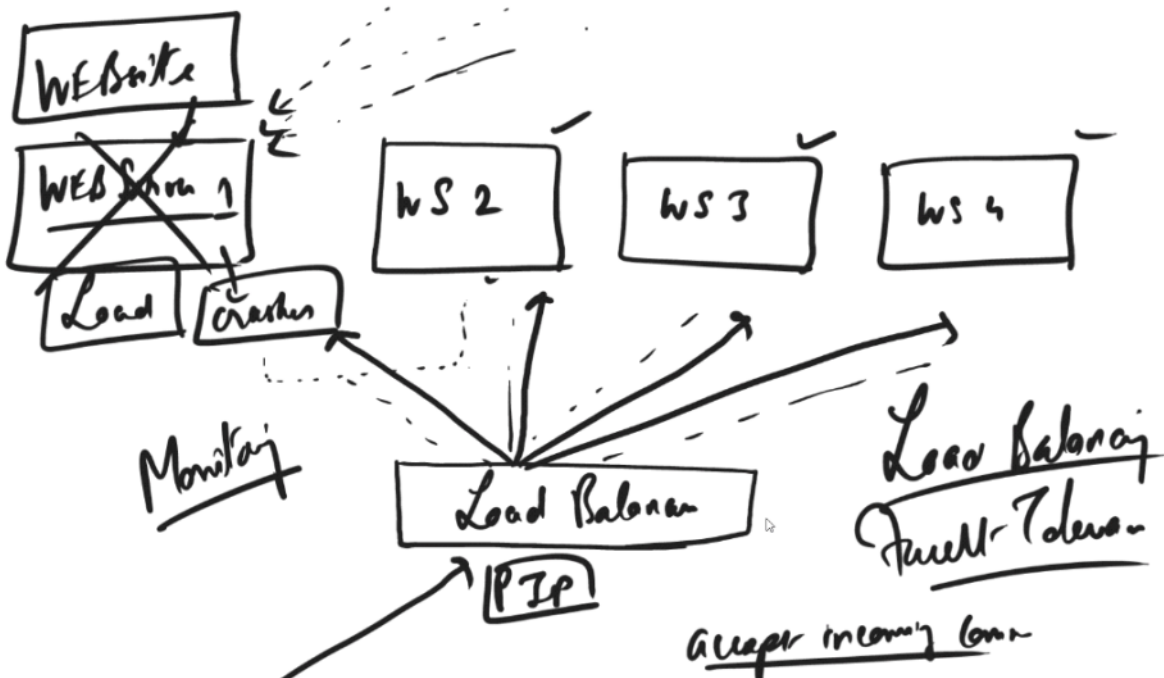 WEBsite
WEB Server 1
WS 2
WS 3
WS 4
Load
Crashes
Monitoring
Load Balancer
Load Balancing
Fault Tolerance
PIP
accept incoming conn